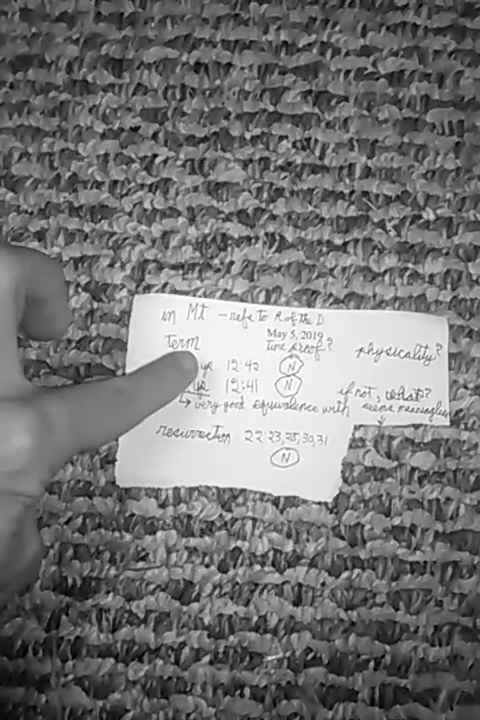 in Mt - refs to R of the D
May 5, 2019
term time proof? physicality?
12:42 N
12:41 N if not, what?
↳ very good equivalence with
resurrection 22:23,28,30,31
N